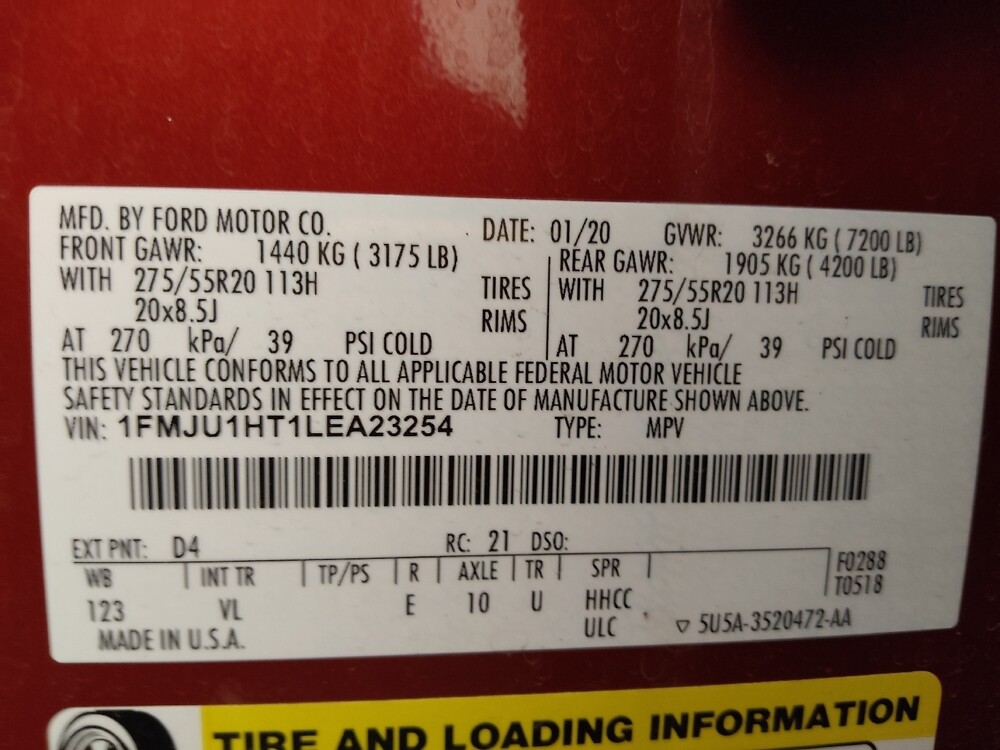 MFD. BY FORD MOTOR CO. DATE: 01/20 GVWR: 3266 KG ( 7200 LB)
FRONT GAWR: 1440 KG ( 3175 LB) REAR GAWR: 1905 KG ( 4200 LB)
WITH 275/55R20 113H TIRES WITH 275/55R20 113H TIRES
20x8.5J RIMS 20x8.5J RIMS
AT 270 kPa/ 39 PSI COLD AT 270 kPa/ 39 PSI COLD
THIS VEHICLE CONFORMS TO ALL APPLICABLE FEDERAL MOTOR VEHICLE
SAFETY STANDARDS IN EFFECT ON THE DATE OF MANUFACTURE SHOWN ABOVE.
VIN: 1FMJU1HT1LEA23254 TYPE: MPV
EXT PNT: D4 RC: 21 DSO:
WB INT TR TP/PS R AXLE TR SPR F0288
T0518
123 VL E 10 U HHCC
ULC 5U5A-3520472-AA
MADE IN U.S.A.
TIRE AND LOADING INFORMATION